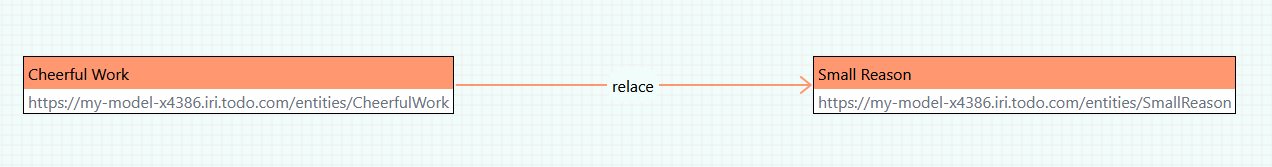 Cheerful Work
https://my-model-x4386.iri.todo.com/entities/CheerfulWork
relace
Small Reason
https://my-model-x4386.iri.todo.com/entities/SmallReason